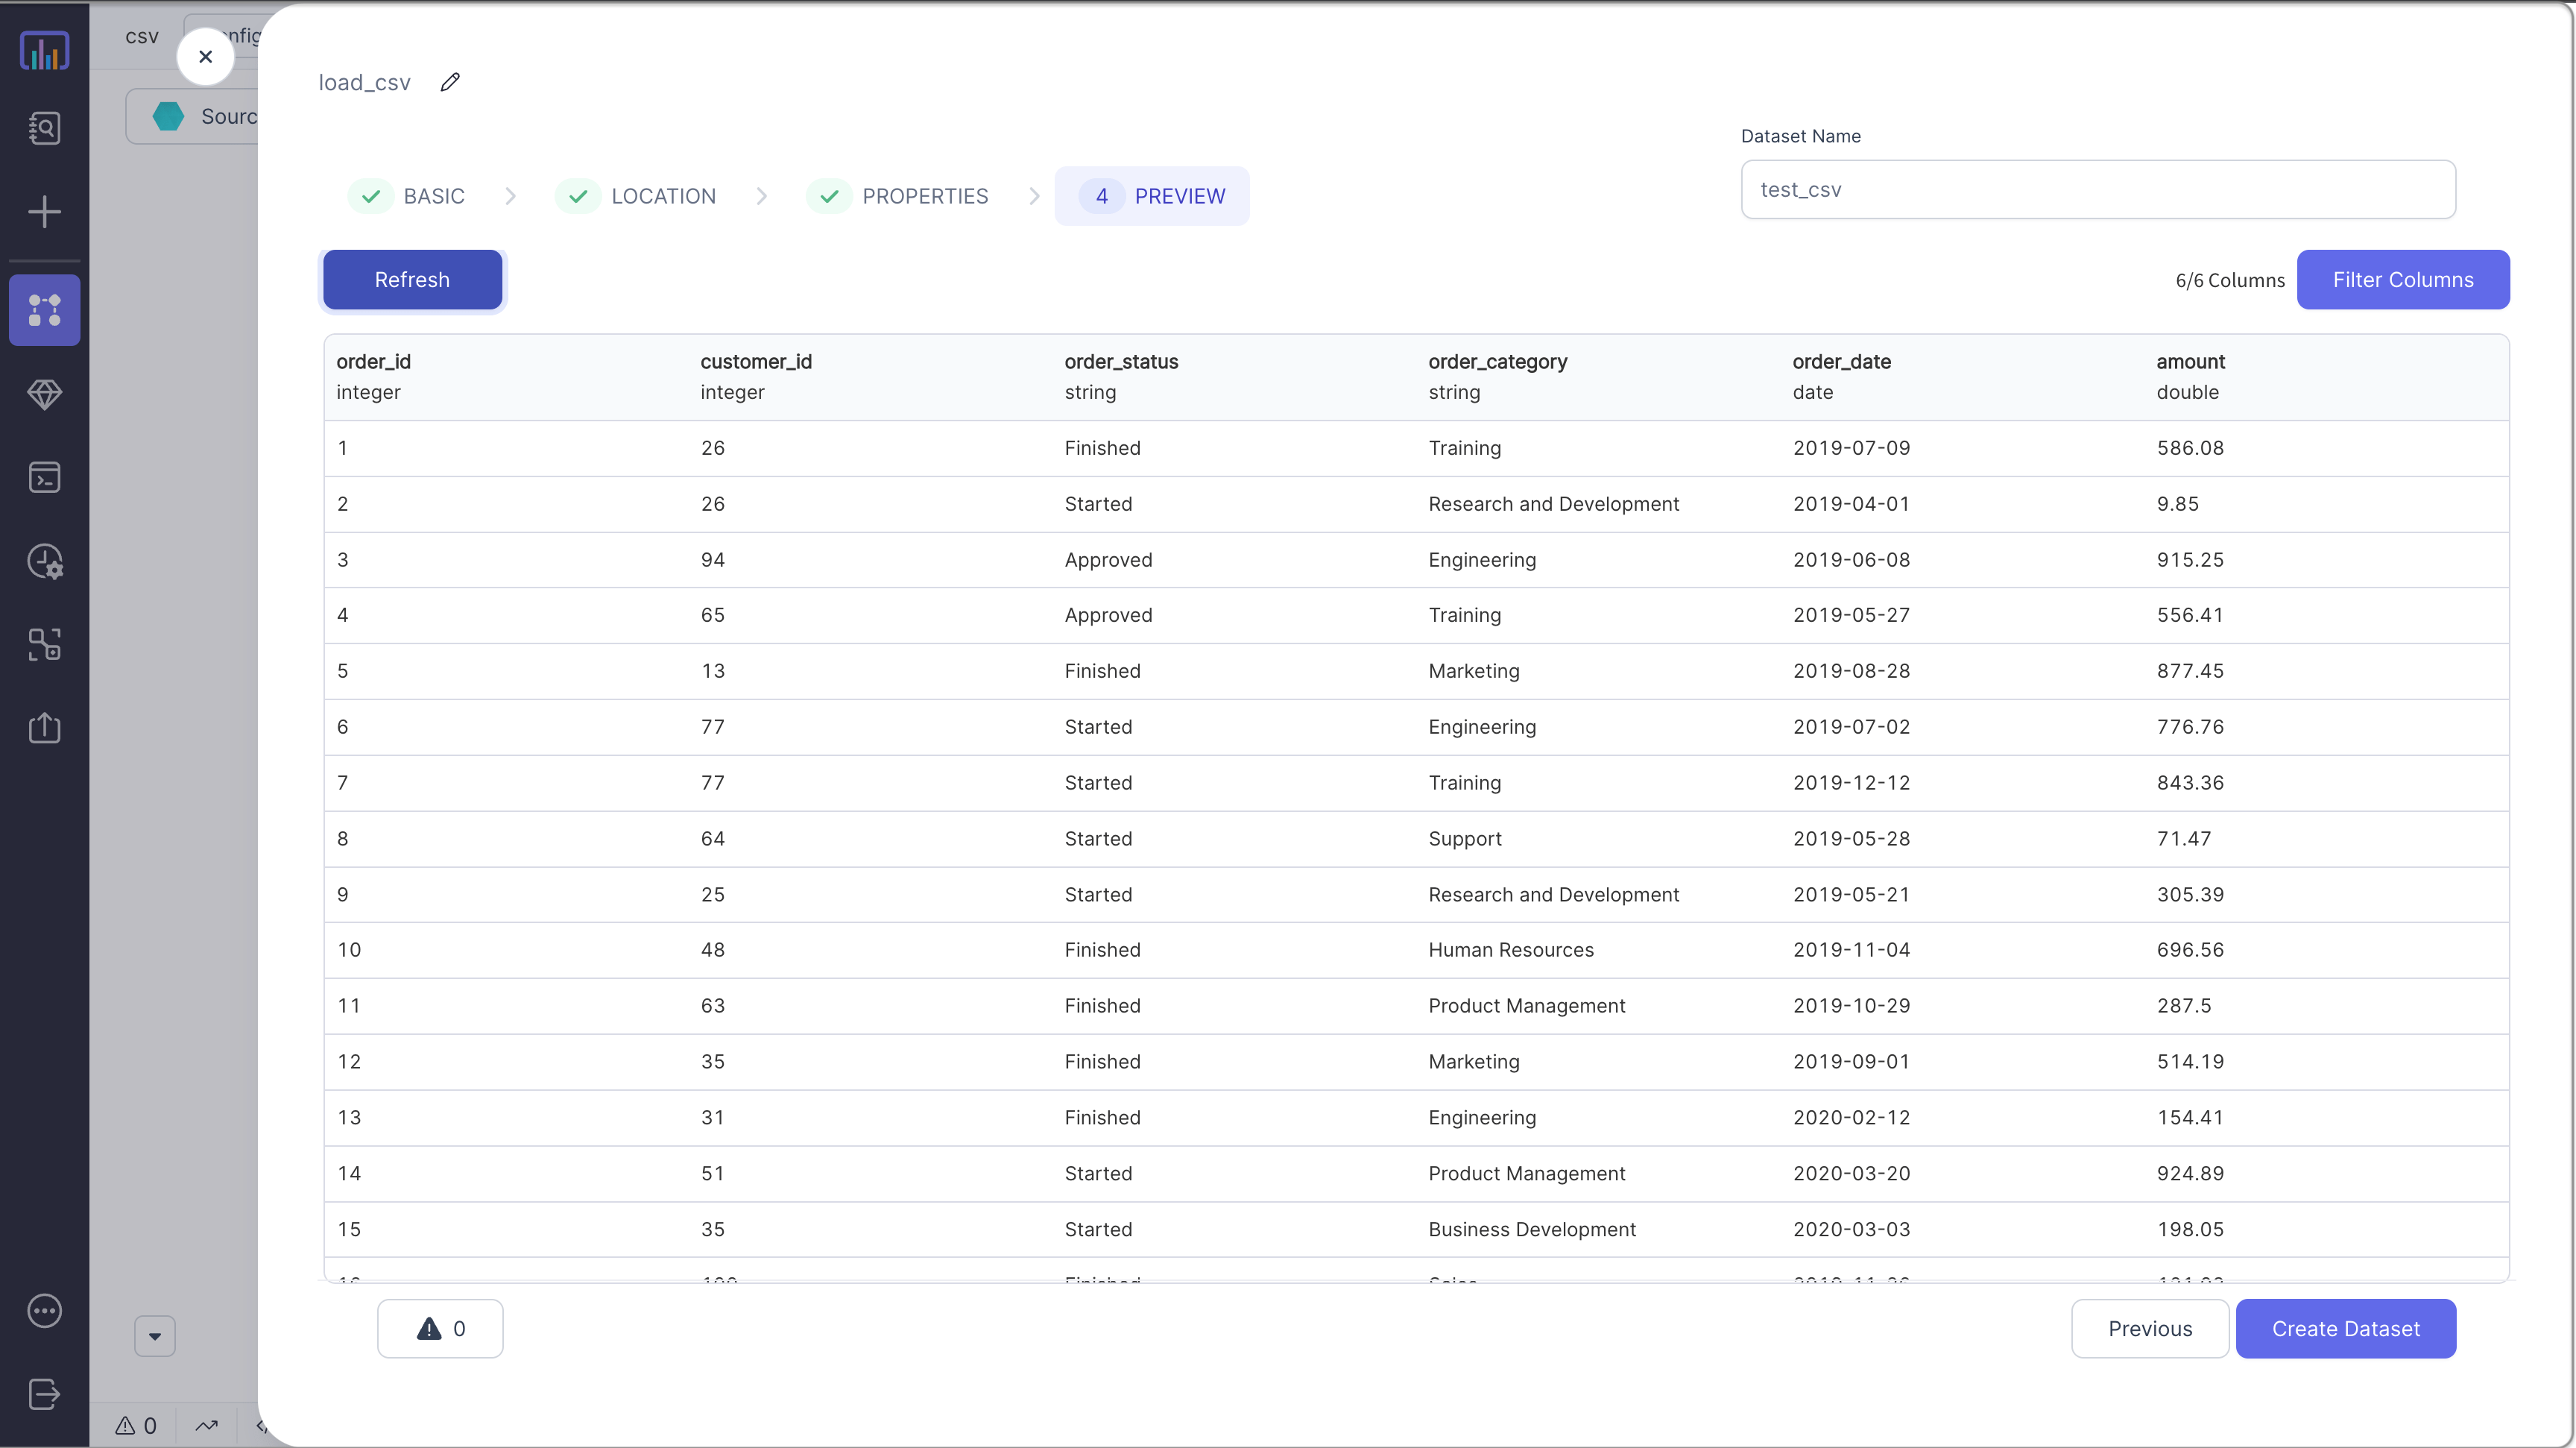 csv
load_csv
Sourc
Dataset Name
BASIC LOCATION PROPERTIES 4 PREVIEW
test_csv
Refresh 6/6 Columns Filter Columns
order_id customer_id order_status order_category order_date amount
integer integer string string date double
1 26 Finished Training 2019-07-09 586.08
2 26 Started Research and Development 2019-04-01 9.85
3 94 Approved Engineering 2019-06-08 915.25
4 65 Approved Training 2019-05-27 556.41
5 13 Finished Marketing 2019-08-28 877.45
6 77 Started Engineering 2019-07-02 776.76
7 77 Started Training 2019-12-12 843.36
8 64 Started Support 2019-05-28 71.47
9 25 Started Research and Development 2019-05-21 305.39
10 48 Finished Human Resources 2019-11-04 696.56
11 63 Finished Product Management 2019-10-29 287.5
12 35 Finished Marketing 2019-09-01 514.19
13 31 Finished Engineering 2020-02-12 154.41
14 51 Started Product Management 2020-03-20 924.89
15 35 Started Business Development 2020-03-03 198.05
0 Previous Create Dataset
0